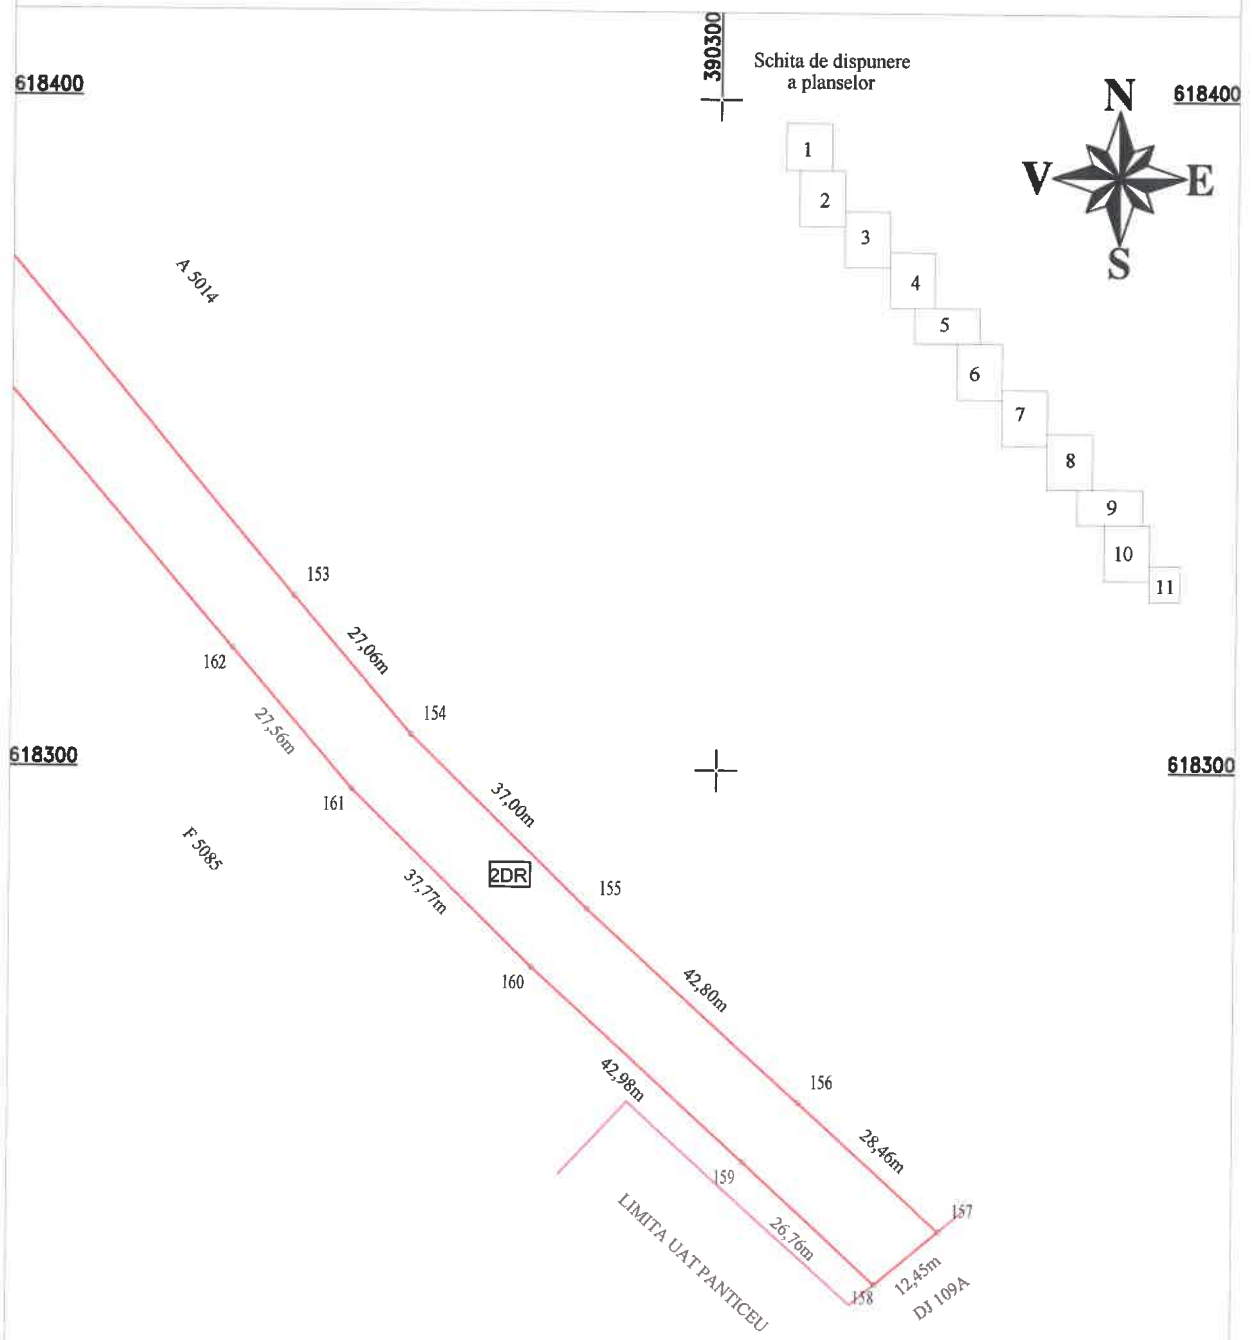 390300
618400
Schita de dispunere
a planselor
618400
N
V
E
S
1
2
3
4
5
6
7
8
9
10
11
A 5014
153
27,06m
162
154
27,56m
618300
618300
161
37,00m
F 5085
2DR
37,77m
155
160
42,80m
42,98m
156
28,46m
159
157
LIMITA UAT PANTICEU
26,76m
12,45m
158
DJ 109A